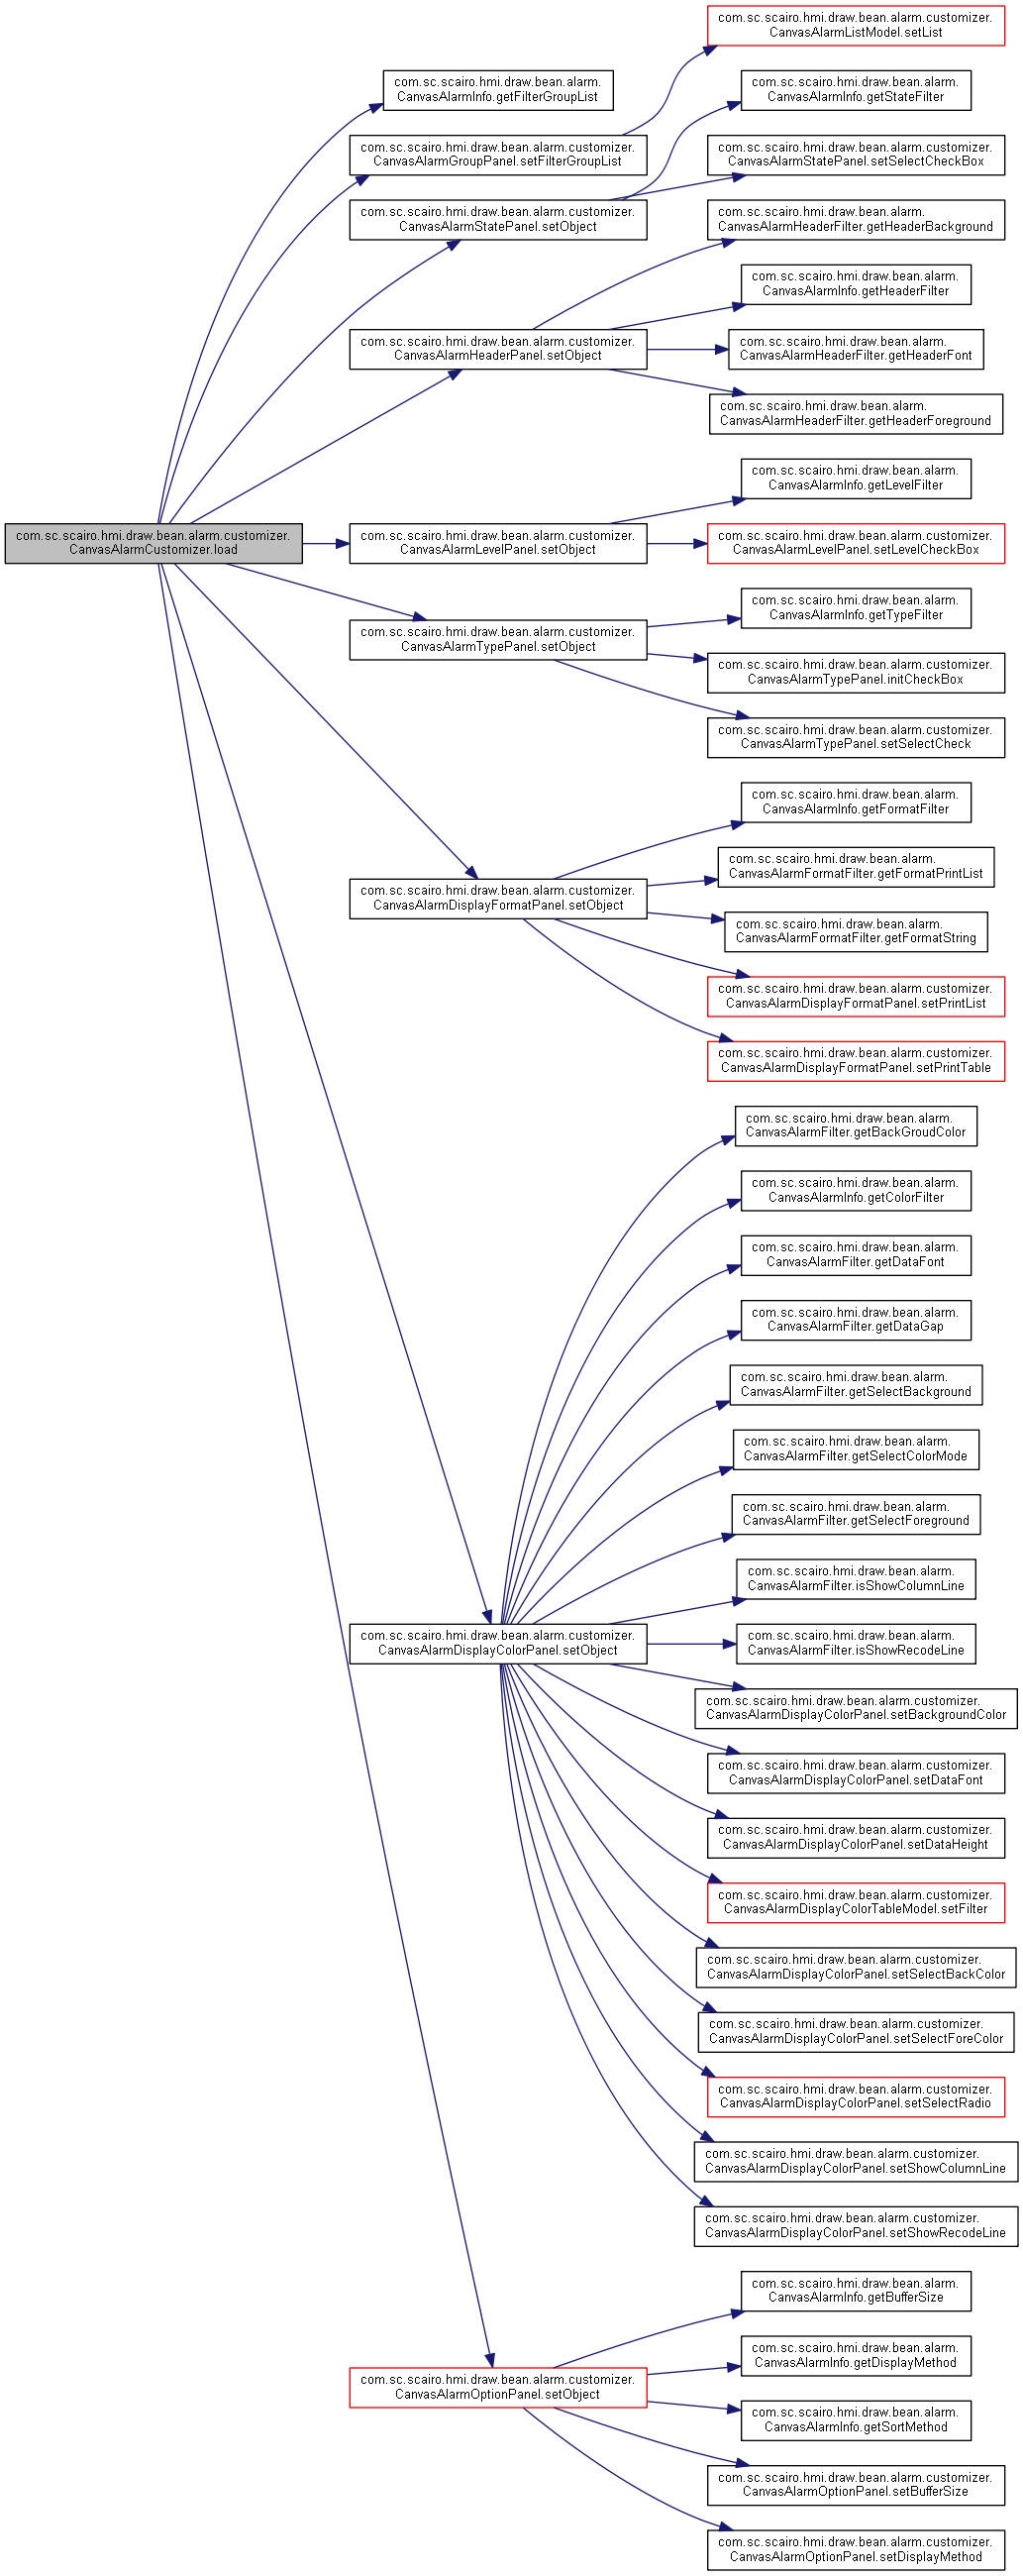 com.sc.scairo.hmi.draw.bean.alarm.customizer.
CanvasAlarmCustomizer.load
com.sc.scairo.hmi.draw.bean.alarm.
CanvasAlarmInfo.getFilterGroupList
com.sc.scairo.hmi.draw.bean.alarm.customizer.
CanvasAlarmGroupPanel.setFilterGroupList
com.sc.scairo.hmi.draw.bean.alarm.customizer.
CanvasAlarmStatePanel.setObject
com.sc.scairo.hmi.draw.bean.alarm.customizer.
CanvasAlarmHeaderPanel.setObject
com.sc.scairo.hmi.draw.bean.alarm.customizer.
CanvasAlarmLevelPanel.setObject
com.sc.scairo.hmi.draw.bean.alarm.customizer.
CanvasAlarmTypePanel.setObject
com.sc.scairo.hmi.draw.bean.alarm.customizer.
CanvasAlarmDisplayFormatPanel.setObject
com.sc.scairo.hmi.draw.bean.alarm.customizer.
CanvasAlarmDisplayColorPanel.setObject
com.sc.scairo.hmi.draw.bean.alarm.customizer.
CanvasAlarmOptionPanel.setObject
com.sc.scairo.hmi.draw.bean.alarm.customizer.
CanvasAlarmListModel.setList
com.sc.scairo.hmi.draw.bean.alarm.
CanvasAlarmInfo.getStateFilter
com.sc.scairo.hmi.draw.bean.alarm.customizer.
CanvasAlarmStatePanel.setSelectCheckBox
com.sc.scairo.hmi.draw.bean.alarm.
CanvasAlarmHeaderFilter.getHeaderBackground
com.sc.scairo.hmi.draw.bean.alarm.
CanvasAlarmInfo.getHeaderFilter
com.sc.scairo.hmi.draw.bean.alarm.
CanvasAlarmHeaderFilter.getHeaderFont
com.sc.scairo.hmi.draw.bean.alarm.
CanvasAlarmHeaderFilter.getHeaderForeground
com.sc.scairo.hmi.draw.bean.alarm.
CanvasAlarmInfo.getLevelFilter
com.sc.scairo.hmi.draw.bean.alarm.customizer.
CanvasAlarmLevelPanel.setLevelCheckBox
com.sc.scairo.hmi.draw.bean.alarm.
CanvasAlarmInfo.getTypeFilter
com.sc.scairo.hmi.draw.bean.alarm.customizer.
CanvasAlarmTypePanel.initCheckBox
com.sc.scairo.hmi.draw.bean.alarm.customizer.
CanvasAlarmTypePanel.setSelectCheck
com.sc.scairo.hmi.draw.bean.alarm.
CanvasAlarmInfo.getFormatFilter
com.sc.scairo.hmi.draw.bean.alarm.
CanvasAlarmFormatFilter.getFormatPrintList
com.sc.scairo.hmi.draw.bean.alarm.
CanvasAlarmFormatFilter.getFormatString
com.sc.scairo.hmi.draw.bean.alarm.customizer.
CanvasAlarmDisplayFormatPanel.setPrintList
com.sc.scairo.hmi.draw.bean.alarm.customizer.
CanvasAlarmDisplayFormatPanel.setPrintTable
com.sc.scairo.hmi.draw.bean.alarm.
CanvasAlarmFilter.getBackGroudColor
com.sc.scairo.hmi.draw.bean.alarm.
CanvasAlarmInfo.getColorFilter
com.sc.scairo.hmi.draw.bean.alarm.
CanvasAlarmFilter.getDataFont
com.sc.scairo.hmi.draw.bean.alarm.
CanvasAlarmFilter.getDataGap
com.sc.scairo.hmi.draw.bean.alarm.
CanvasAlarmFilter.getSelectBackground
com.sc.scairo.hmi.draw.bean.alarm.
CanvasAlarmFilter.getSelectColorMode
com.sc.scairo.hmi.draw.bean.alarm.
CanvasAlarmFilter.getSelectForeground
com.sc.scairo.hmi.draw.bean.alarm.
CanvasAlarmFilter.isShowColumnLine
com.sc.scairo.hmi.draw.bean.alarm.
CanvasAlarmFilter.isShowRecodeLine
com.sc.scairo.hmi.draw.bean.alarm.customizer.
CanvasAlarmDisplayColorPanel.setBackgroundColor
com.sc.scairo.hmi.draw.bean.alarm.customizer.
CanvasAlarmDisplayColorPanel.setDataFont
com.sc.scairo.hmi.draw.bean.alarm.customizer.
CanvasAlarmDisplayColorPanel.setDataHeight
com.sc.scairo.hmi.draw.bean.alarm.customizer.
CanvasAlarmDisplayColorTableModel.setFilter
com.sc.scairo.hmi.draw.bean.alarm.customizer.
CanvasAlarmDisplayColorPanel.setSelectBackColor
com.sc.scairo.hmi.draw.bean.alarm.customizer.
CanvasAlarmDisplayColorPanel.setSelectForeColor
com.sc.scairo.hmi.draw.bean.alarm.customizer.
CanvasAlarmDisplayColorPanel.setSelectRadio
com.sc.scairo.hmi.draw.bean.alarm.customizer.
CanvasAlarmDisplayColorPanel.setShowColumnLine
com.sc.scairo.hmi.draw.bean.alarm.customizer.
CanvasAlarmDisplayColorPanel.setShowRecodeLine
com.sc.scairo.hmi.draw.bean.alarm.
CanvasAlarmInfo.getBufferSize
com.sc.scairo.hmi.draw.bean.alarm.
CanvasAlarmInfo.getDisplayMethod
com.sc.scairo.hmi.draw.bean.alarm.
CanvasAlarmInfo.getSortMethod
com.sc.scairo.hmi.draw.bean.alarm.customizer.
CanvasAlarmOptionPanel.setBufferSize
com.sc.scairo.hmi.draw.bean.alarm.customizer.
CanvasAlarmOptionPanel.setDisplayMethod